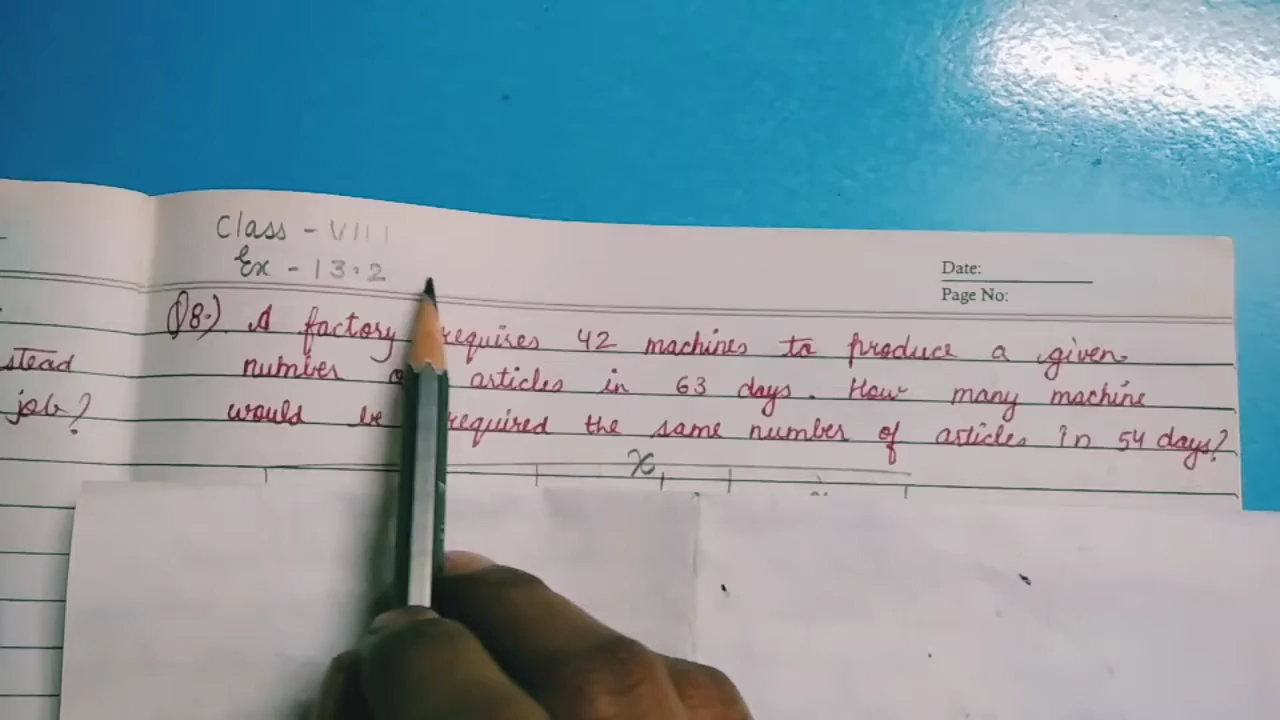 Class - VIII
Ex - 13.2
Date:
Page No:
Q8.) A factory requires 42 machines to produce a given
stead number articles in 63 days. How many machine
job? would be required the same number of articles in 54 days?
x